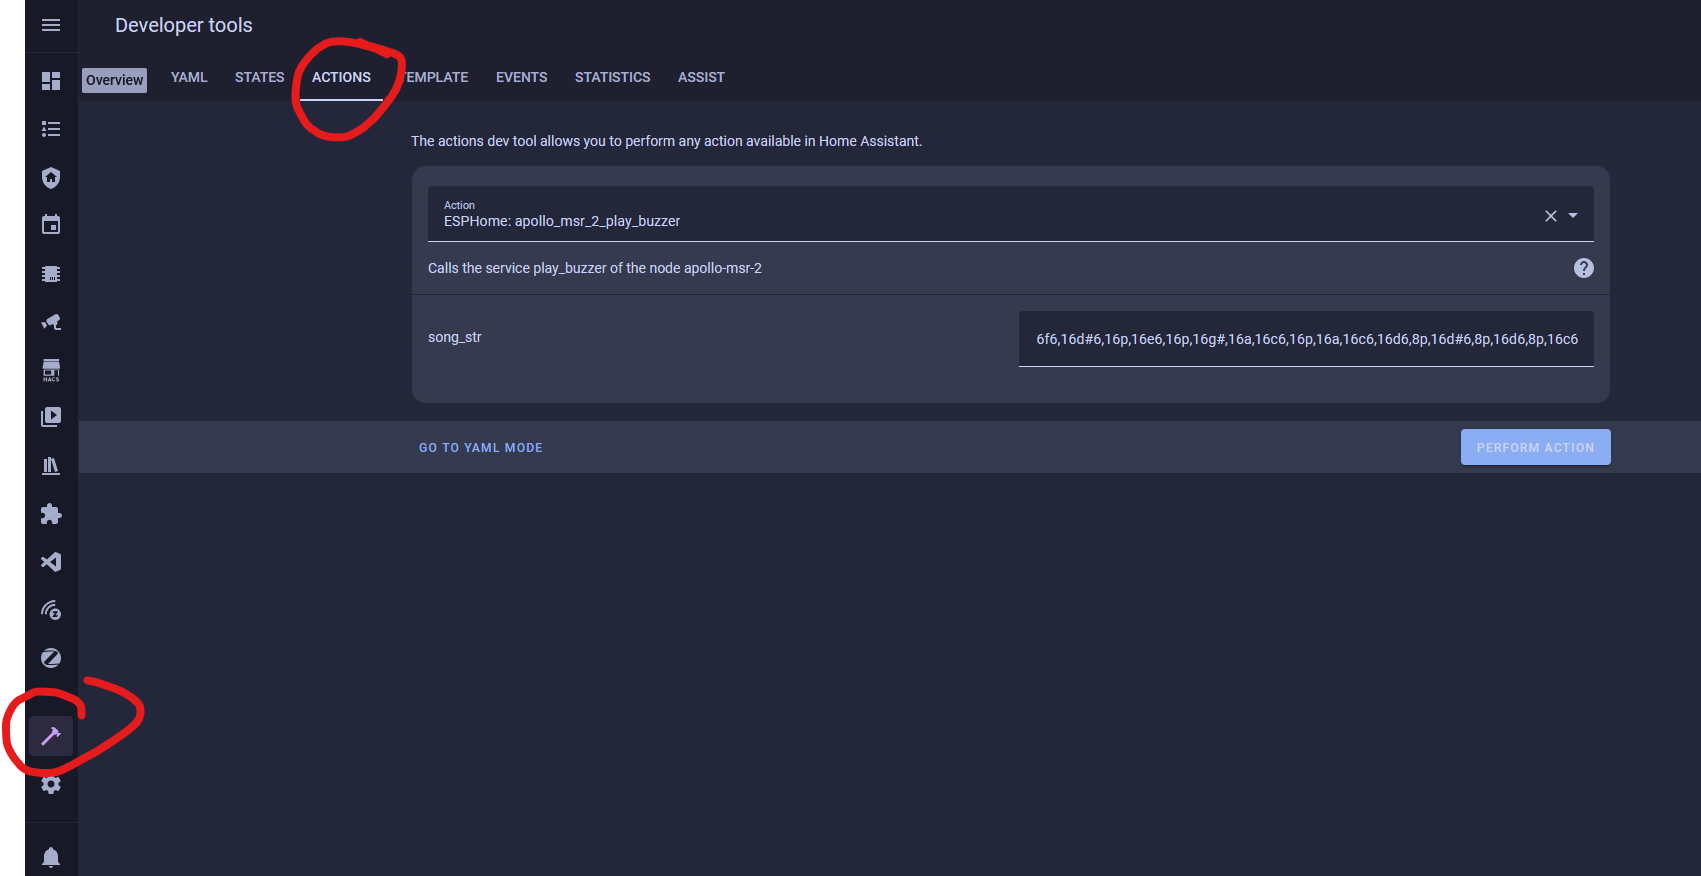 Developer tools
Overview YAML STATES ACTIONS TEMPLATE EVENTS STATISTICS ASSIST
The actions dev tool allows you to perform any action available in Home Assistant.
Action
ESPHome: apollo_msr_2_play_buzzer
Calls the service play_buzzer of the node apollo-msr-2
song_str
6f6,16d#6,16p,16e6,16p,16g#,16a,16c6,16p,16a,16c6,16d6,8p,16d#6,8p,16d6,8p,16c6
HACS
GO TO YAML MODE
PERFORM ACTION